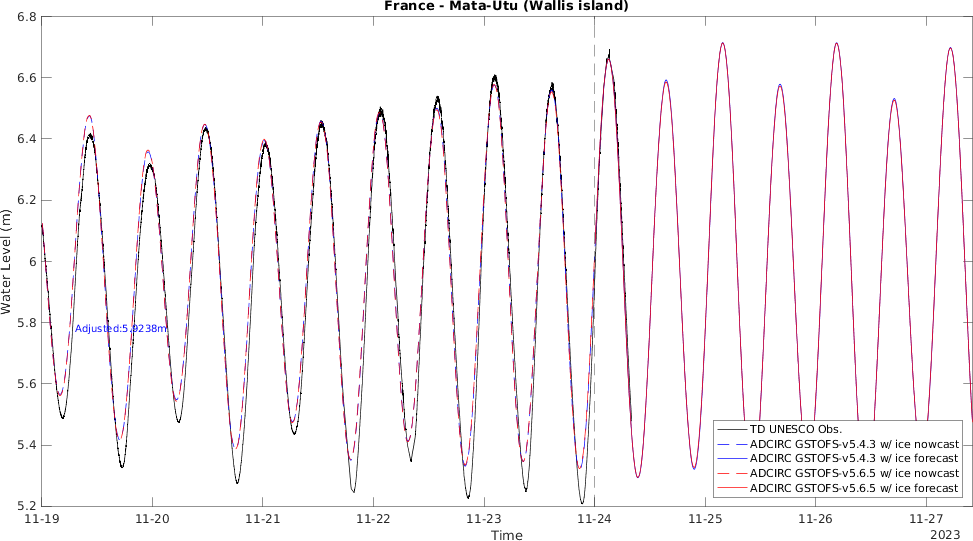 France - Mata-Utu (Wallis island)
Water Level (m)
6.8
6.6
6.4
6.2
6
5.8
5.6
5.4
5.2
Adjusted:5.9238m
TD UNESCO Obs.
ADCIRC GSTOFS-v5.4.3 w/ ice nowcast
ADCIRC GSTOFS-v5.4.3 w/ ice forecast
ADCIRC GSTOFS-v5.6.5 w/ ice nowcast
ADCIRC GSTOFS-v5.6.5 w/ ice forecast
11-19 11-20 11-21 11-22 11-23 11-24 11-25 11-26 11-27
Time
2023